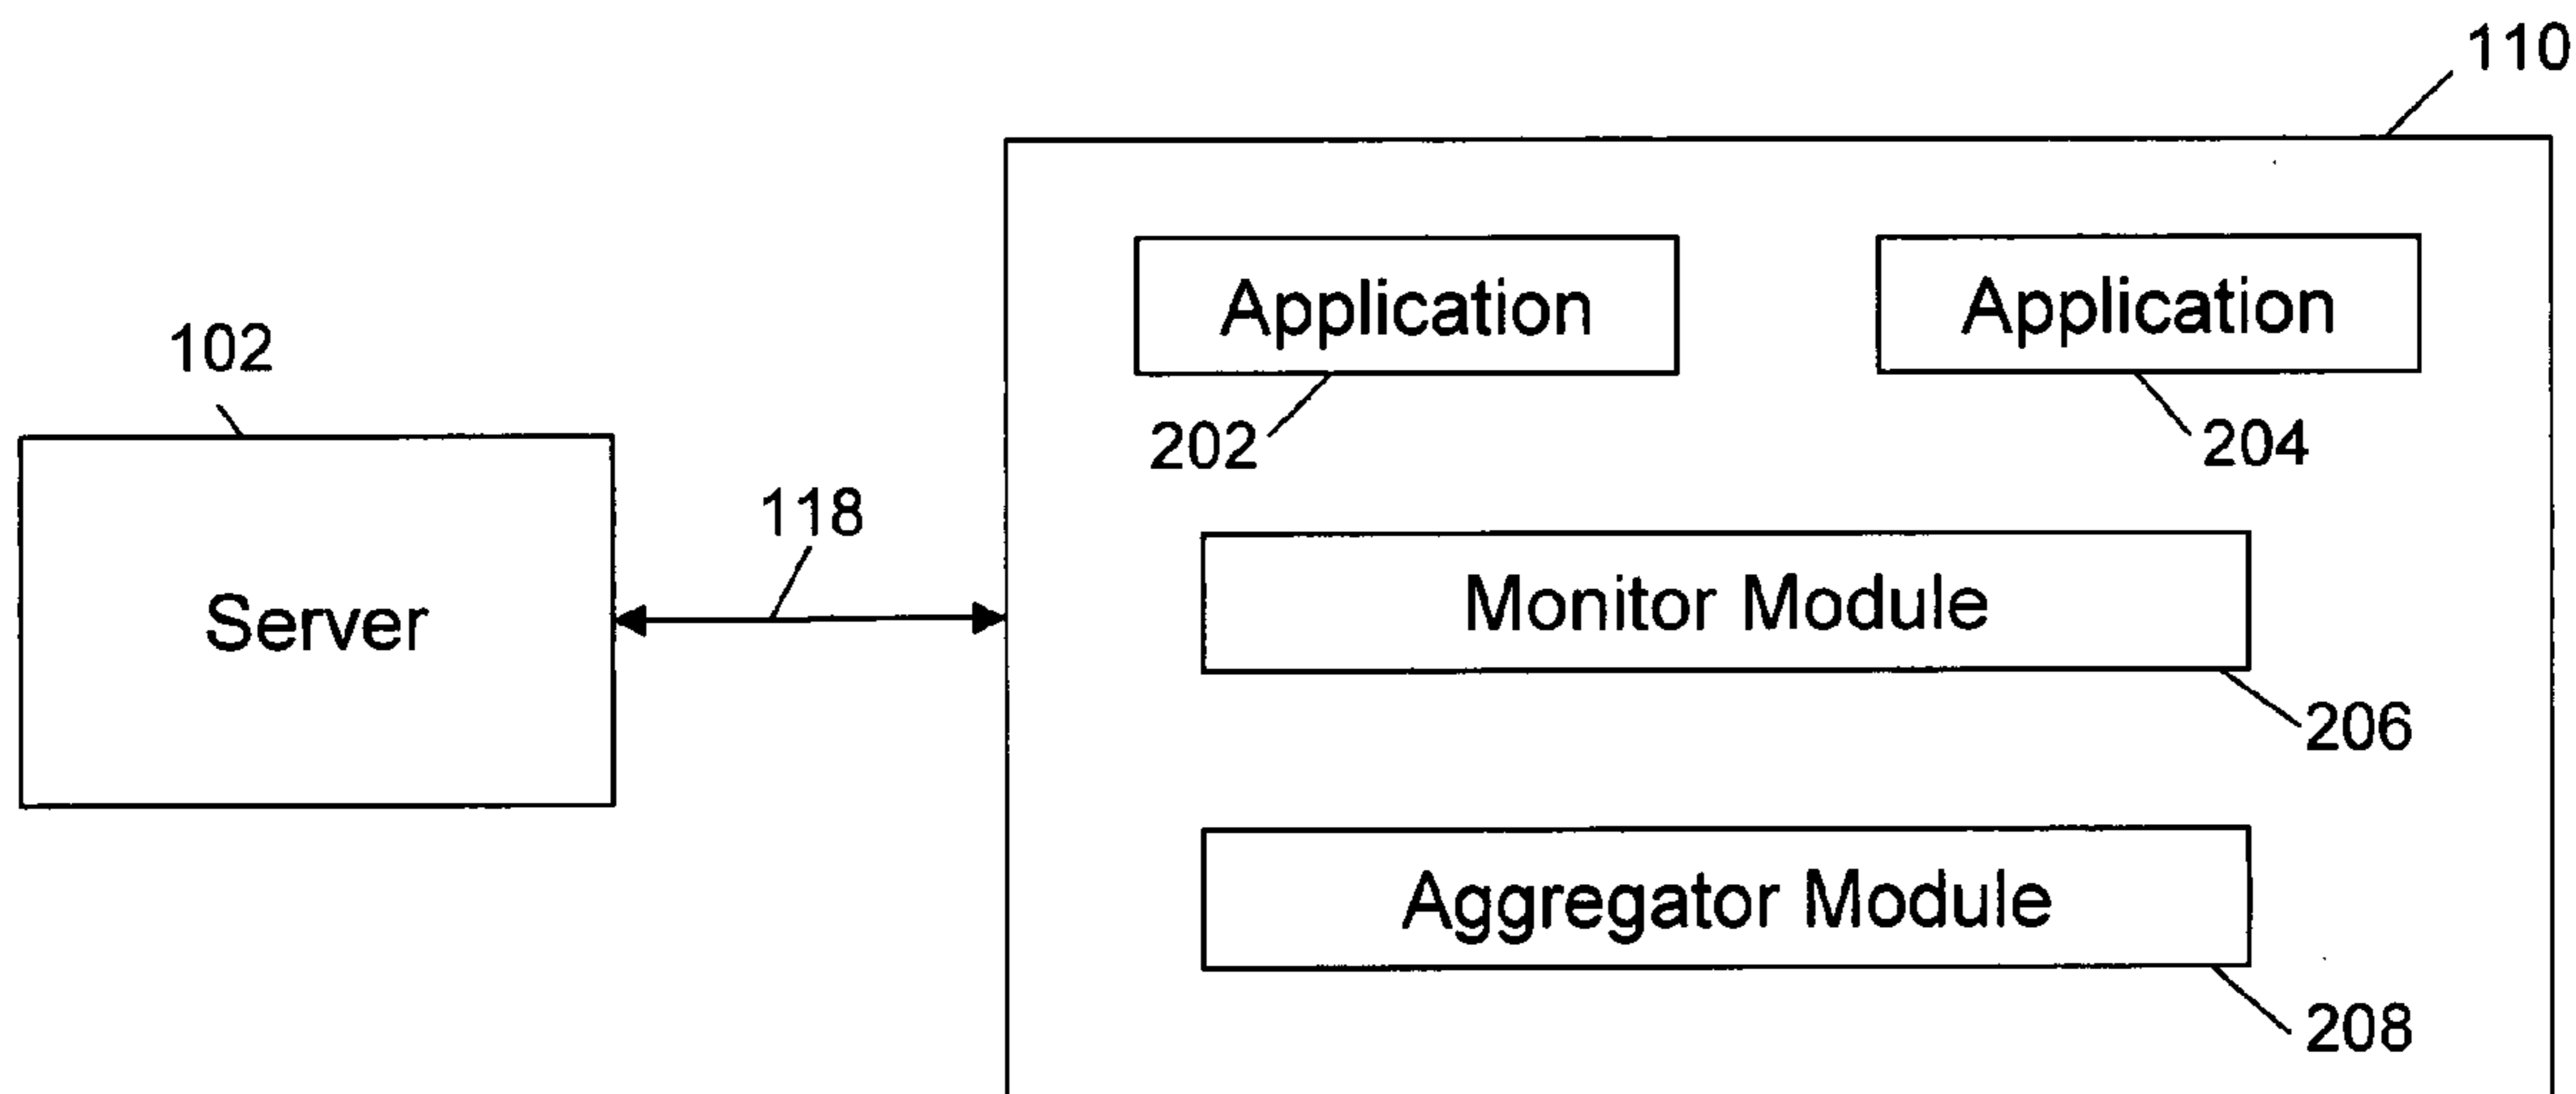 110
Application
Application
102
202
204
118
Server
Monitor Module
206
Aggregator Module
208